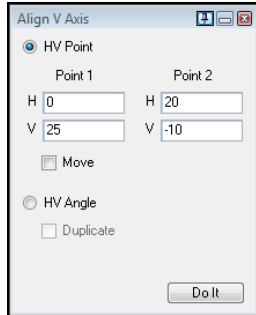 Align V Axis
HV Point
Point 1 Point 2
H 0 H 20
V 25 V -10
Move
HV Angle
Duplicate
Do It